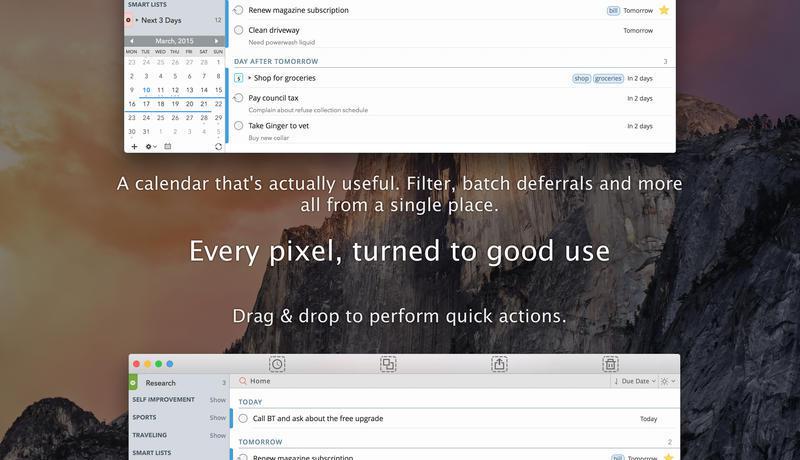 SMART LISTS
Next 3 Days 12
March, 2015
MON TUE WED THU FRI SAT SUN
23 24 25 26 27 28 1
2 3 4 5 6 7 8
9 10 11 12 13 14 15
16 17 18 19 20 21 22
23 24 25 26 27 28 29
30 31 1 2 3 4 5
Renew magazine subscription bill Tomorrow
Clean driveway Tomorrow
Need powerwash liquid
DAY AFTER TOMORROW 3
Shop for groceries shop groceries In 2 days
Pay council tax In 2 days
Complain about refuse collection schedule
Take Ginger to vet In 2 days
Buy new collar
A calendar that's actually useful. Filter, batch deferrals and more
all from a single place.
Every pixel, turned to good use
Drag & drop to perform quick actions.
Research 3
SELF IMPROVEMENT Show
SPORTS Show
TRAVELING Show
SMART LISTS
Home Due Date
TODAY
Call BT and ask about the free upgrade Today
TOMORROW 2
Renew magazine subscription bill Tomorrow